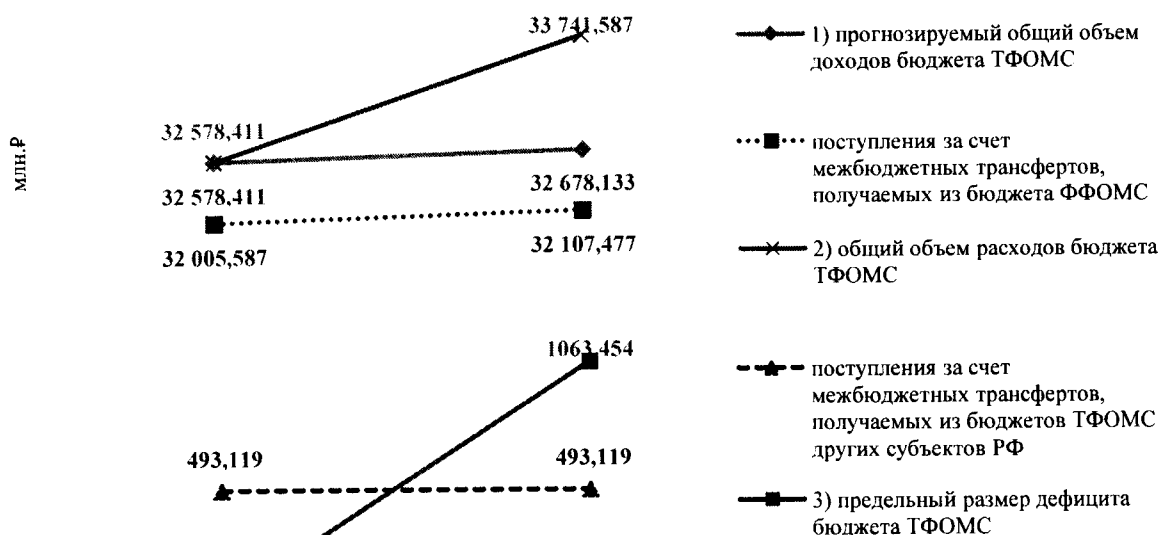 33 741,587
32 578,411
32 578,411
32 678,133
32 005,587
32 107,477
млн.₽
1063,454
493,119
493,119
1) прогнозируемый общий объем
доходов бюджета ТФОМС
поступления за счет
межбюджетных трансфертов,
получаемых из бюджета ФФОМС
2) общий объем расходов бюджета
ТФОМС
поступления за счет
межбюджетных трансфертов,
получаемых из бюджетов ТФОМС
других субъектов РФ
3) предельный размер дефицита
бюджета ТФОМС